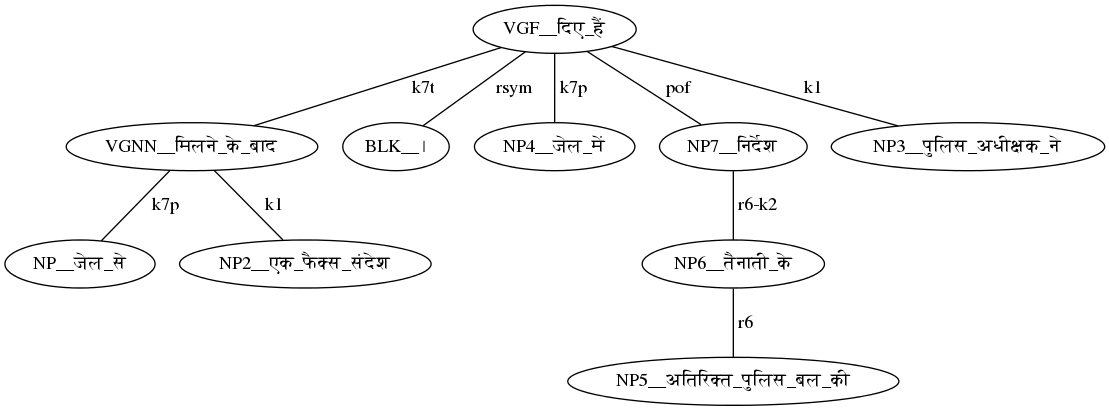 VGF__दिए_हैं
k7t rsym k7p pof k1
VGNN__मिलने_के_बाद BLK__। NP4__जेल_में NP7__निर्देश NP3__पुलिस_अधीक्षक_ने
k7p k1 r6-k2
NP__जेल_से NP2__एक_फैक्स_संदेश NP6__तैनाती_के
r6
NP5__अतिरिक्त_पुलिस_बल_की